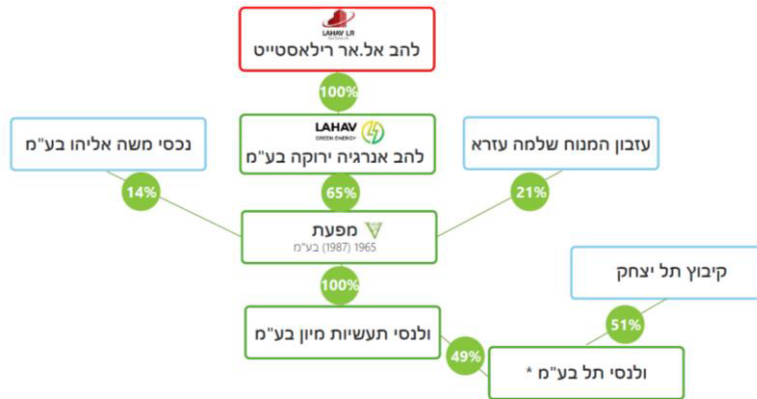 LAHAV LR
להב אל.אר רילאסטייט
100%
LAHAV
GREEN ENERGY
להב אנרגיה ירוקה בע"מ
נכסי משה אליהו בע"מ
עזבון המנוח שלמה עזרא
14%
65%
21%
מפעת
1965 (1987) בע"מ
100%
קיבוץ תל יצחק
51%
ולנסי תעשיות מיון בע"מ
49%
ולנסי תל בע"מ *